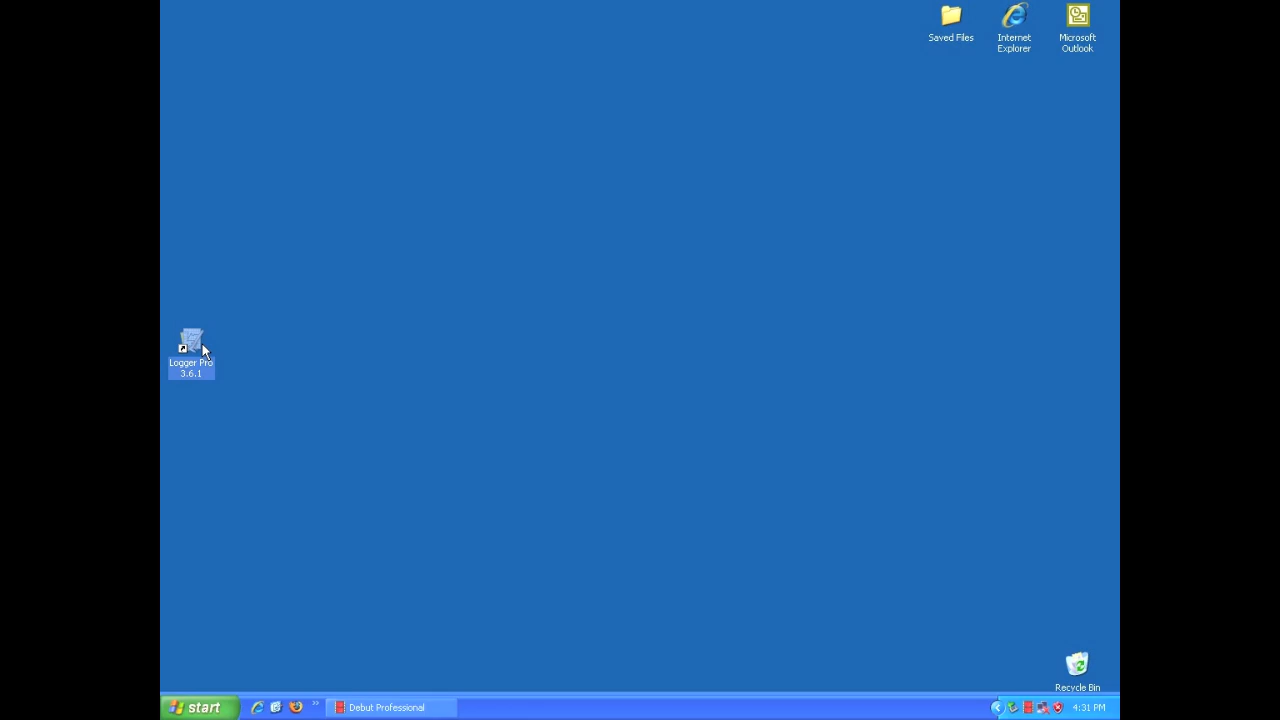 Saved Files
Internet
Explorer
Microsoft
Outlook
Logger Pro
3.6.1
Recycle Bin
start
Debut Professional
4:31 PM